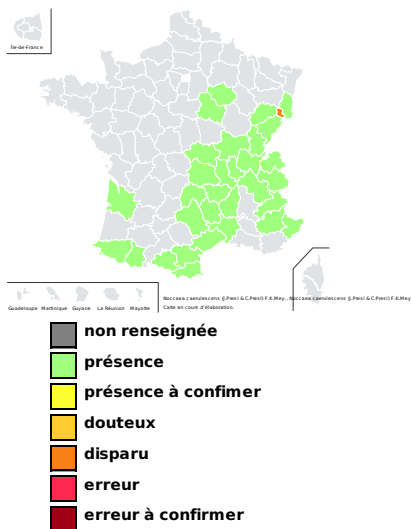 Île-de-France
Guadeloupe Martinique Guyane La Réunion Mayotte
Noccaea caerulescens (J.Presl & C.Presl) F.K.Mey., Noccaea caerulescens (J.Presl & C.Presl) F.K.Mey
Carte en cours d'élaboration.
non renseignée
présence
présence à confimer
douteux
disparu
erreur
erreur à confirmer